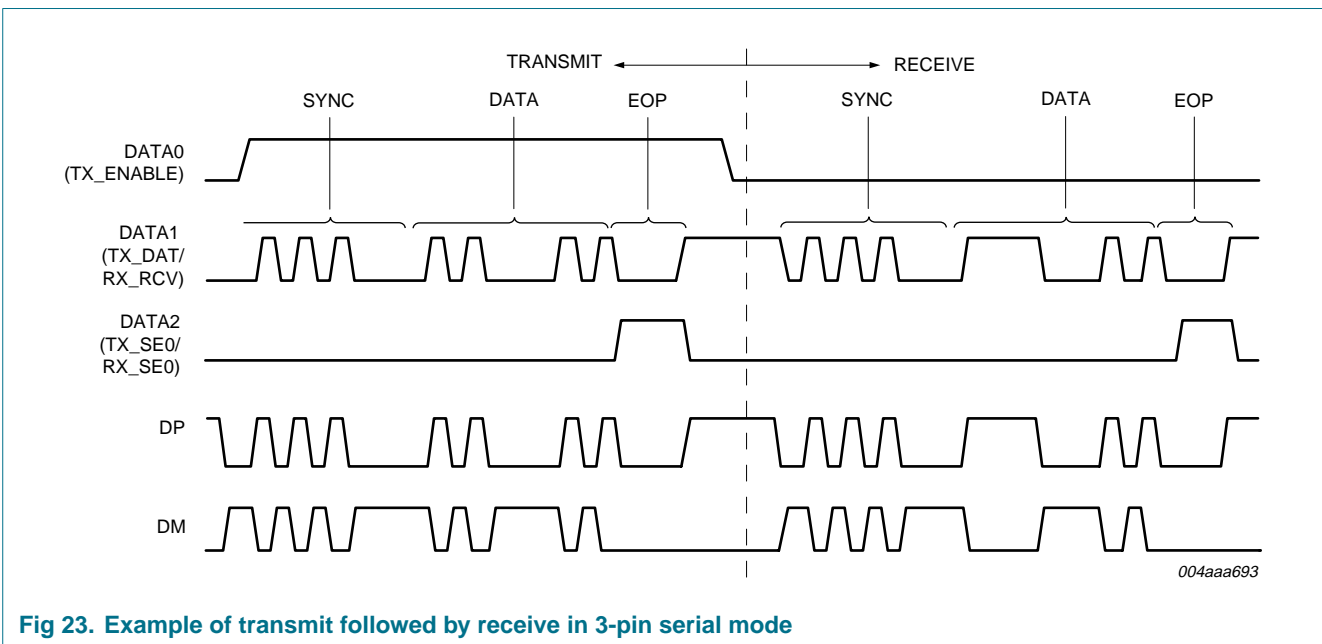 TRANSMIT
RECEIVE
SYNC
DATA
EOP
SYNC
DATA
EOP
DATA0
(TX_ENABLE)
DATA1
(TX_DAT/
RX_RCV)
DATA2
(TX_SE0/
RX_SE0)
DP
DM
004aaa693
Fig 23. Example of transmit followed by receive in 3-pin serial mode